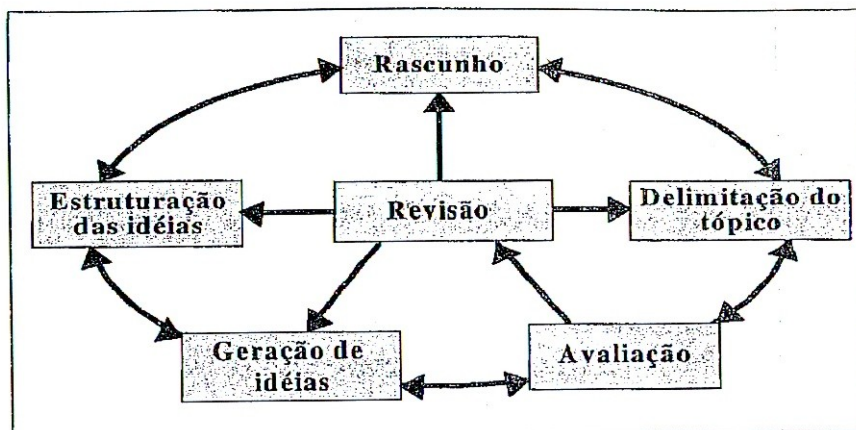 Rascunho
Estruturação
das idéias
Revisão
Delimitação do
tópico
Geração de
idéias
Avaliação